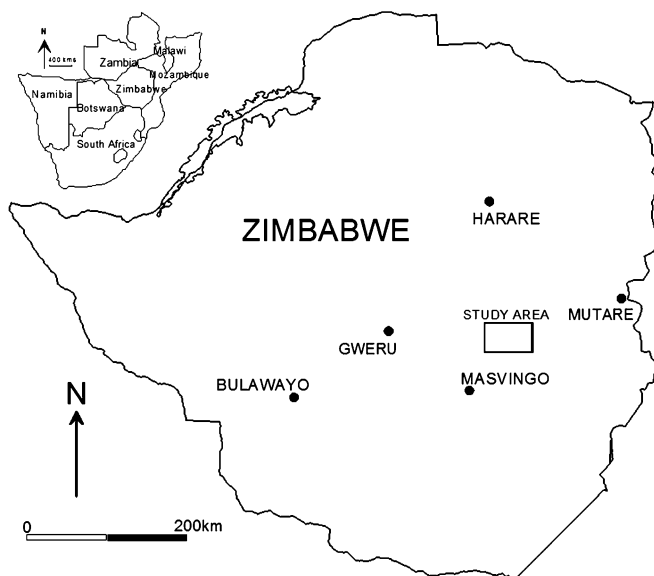 N
400 kms
Malawi
Zambia
Mozambique
Zimbabwe
Namibia
Botswana
South Africa
ZIMBABWE
HARARE
STUDY AREA
MUTARE
GWERU
MASVINGO
BULAWAYO
N
0 200km